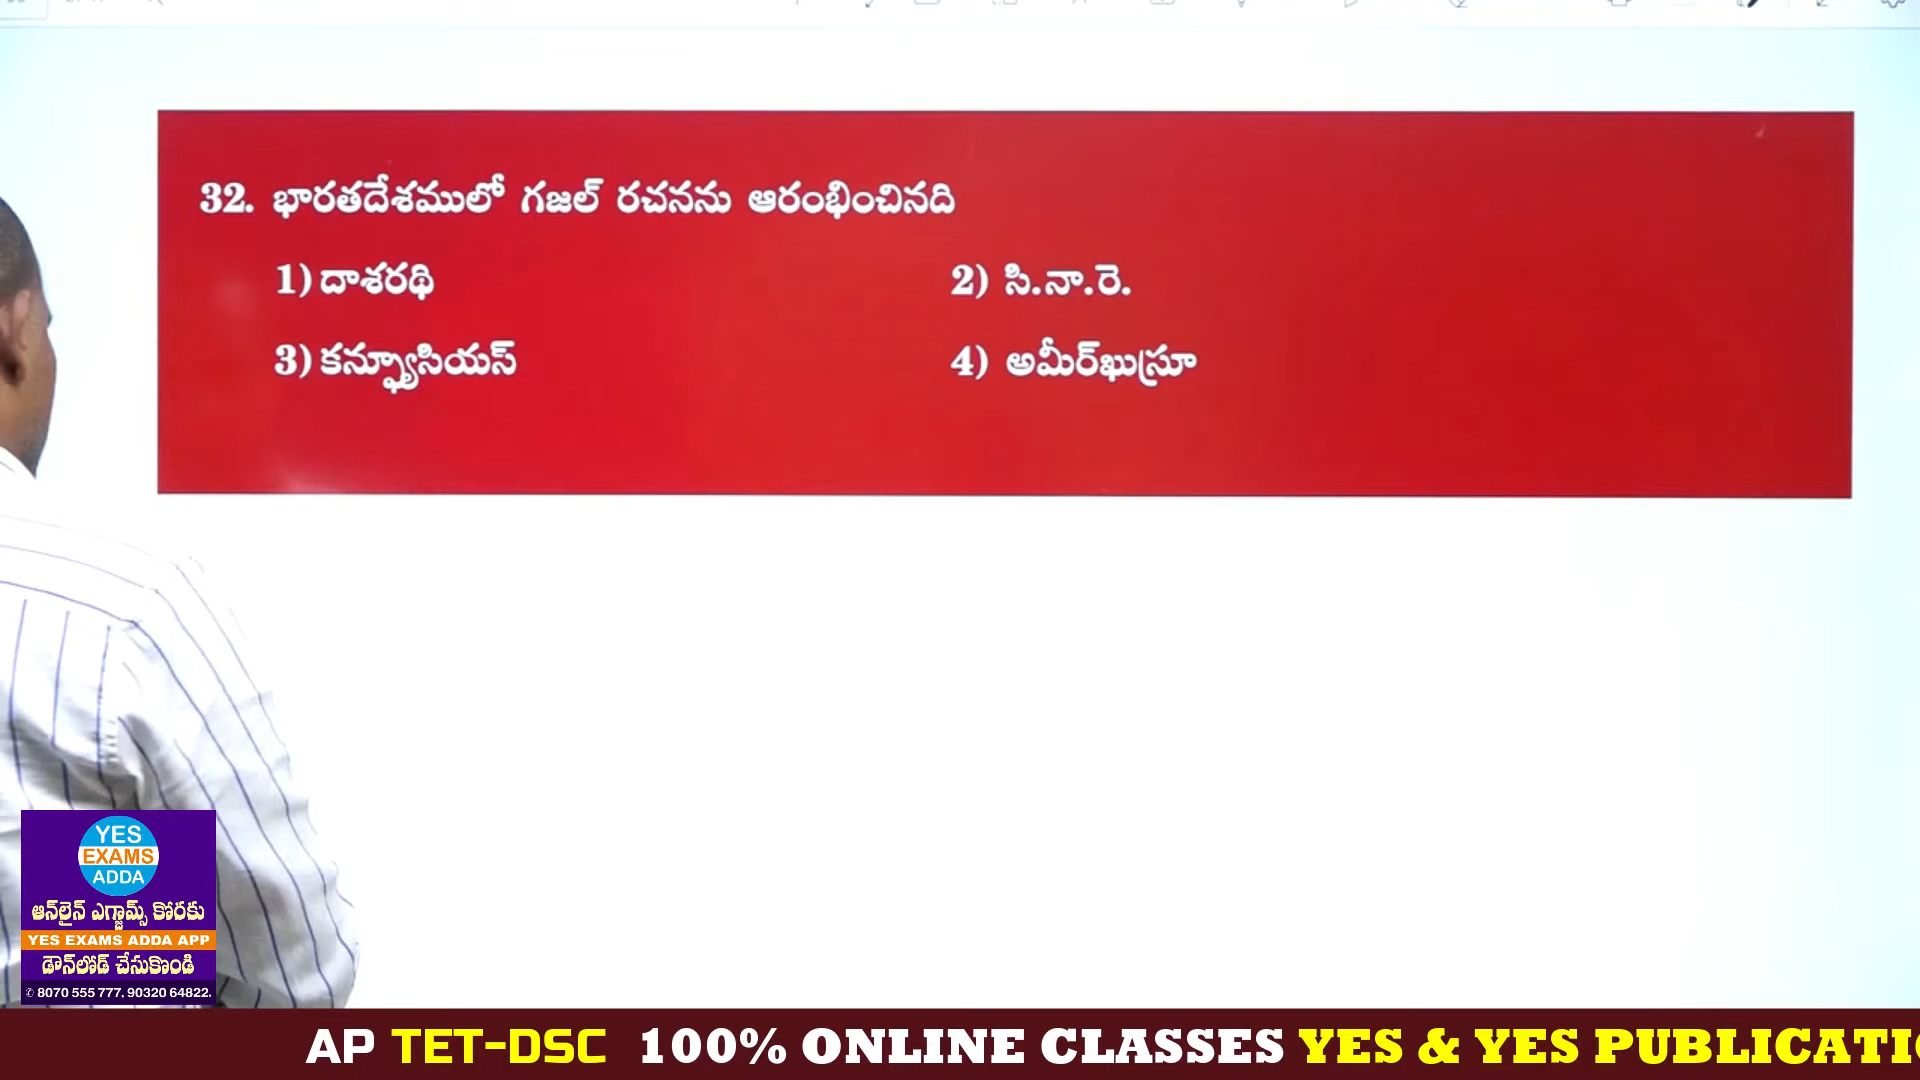 32. భారతదేశములో గజల్ రచనను ఆరంభించినది
1) దాశరథి
2) సి.నా.రె.
3) కన్ఫ్యూసియస్
4) అమీర్‌ఖుస్రూ
YES
EXAMS
ADDA
ఆన్‌లైన్ ఎగ్జామ్స్ కోరకు
YES EXAMS ADDA APP
డౌన్‌లోడ్ చేసుకొండి
✆ 8070 555 777, 90320 64822.
AP TET-DSC 100% ONLINE CLASSES YES & YES PUBLICATI